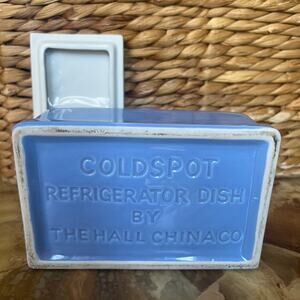 COLDSPOT
REFRIGERATOR DISH
BY
THE HALL CHINA CO